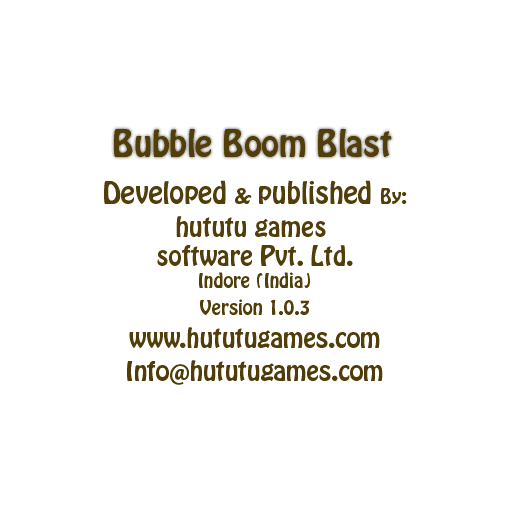 Bubble Boom Blast
Developed & published By:
hututu games
software Pvt. Ltd.
Indore (India)
Version 1.0.3
www.hututugames.com
Info@hututugames.com